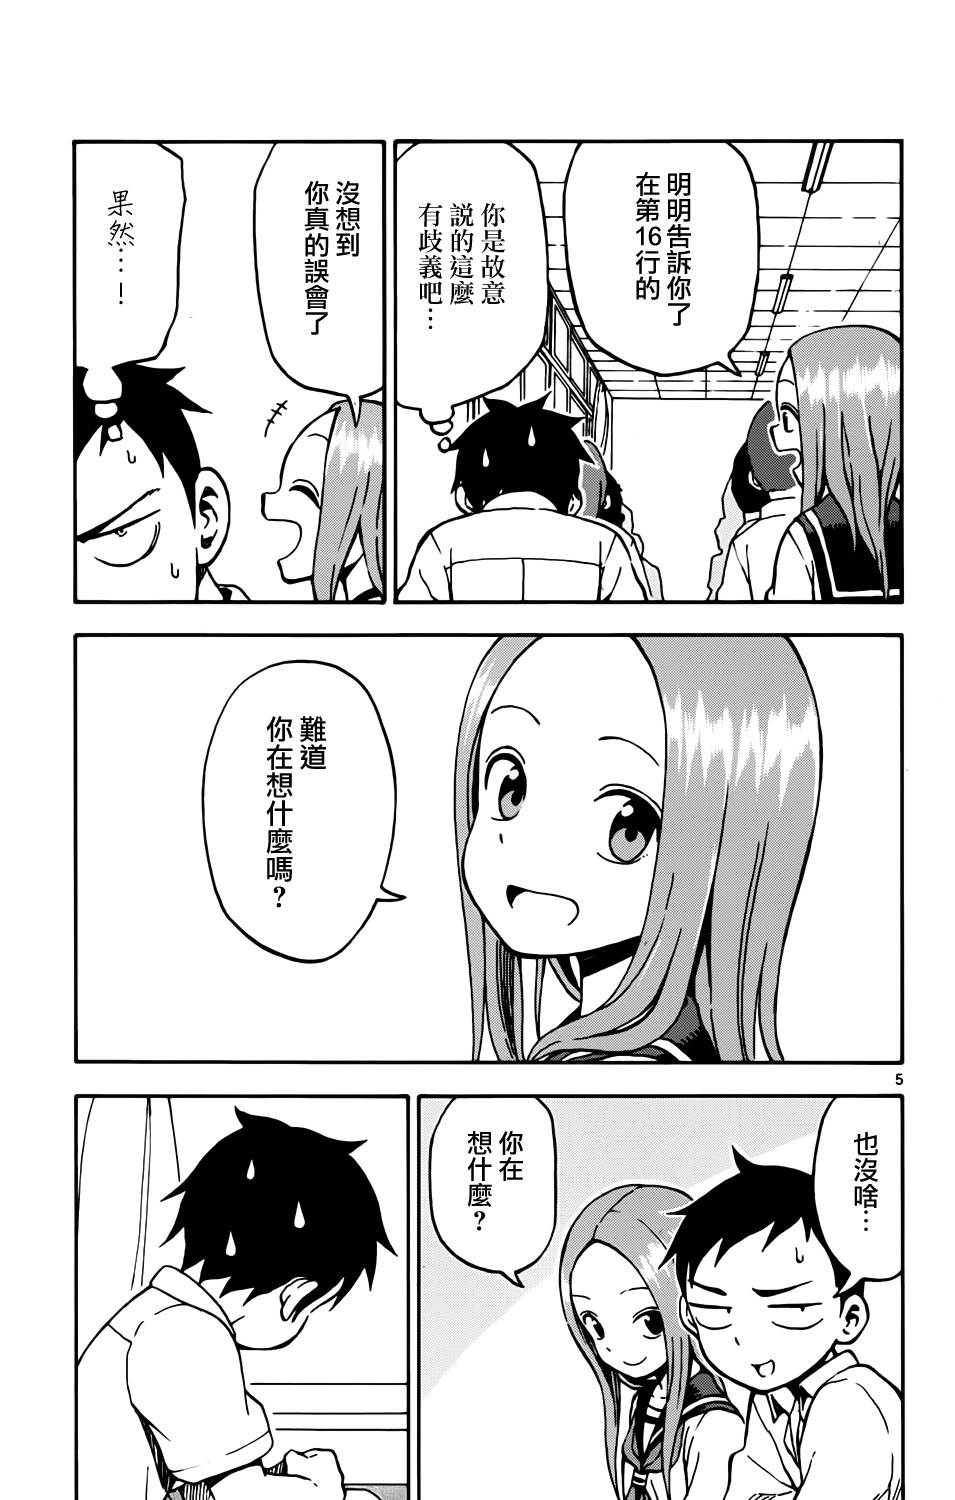 明明告訴你了
在第16行的
你是故意
說的這麼
有歧義吧…
沒想到
你真的誤會了
果然…!
難道
你在想什麼嗎?
5
也沒啥…
你在
想什麼?